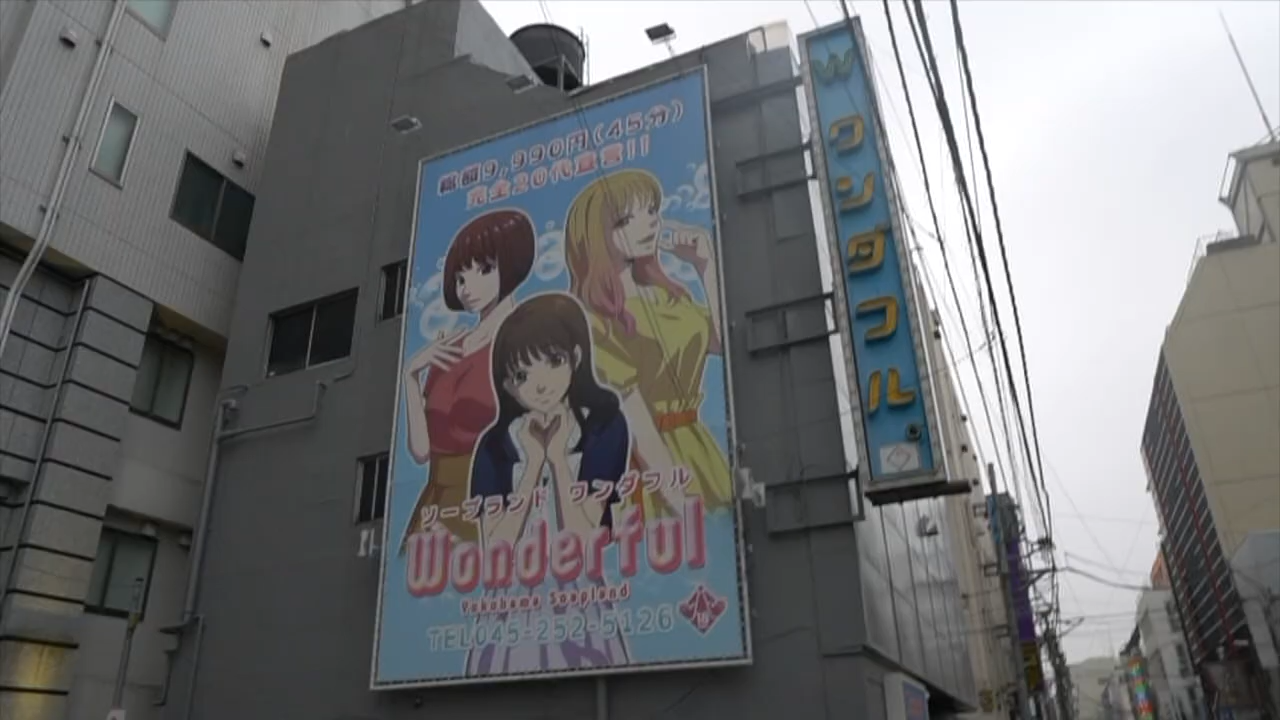 総額9,990円(45分)
完全20代宣言!!
ソープランド ワンダフル
Wonderful
Yokohama Soapland
TEL045-252-5126
W
ワンダフル